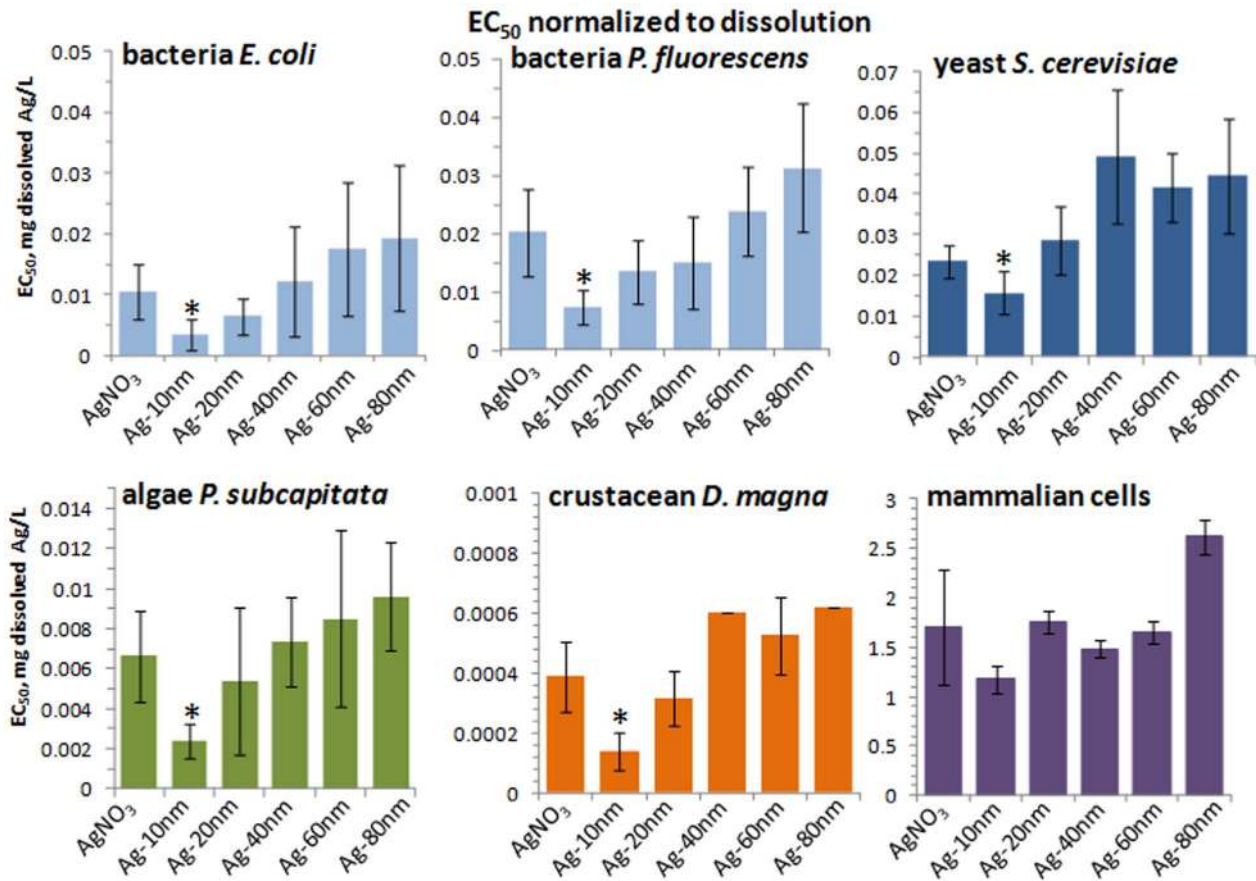 EC₅₀ normalized to dissolution
bacteria E. coli
EC₅₀, mg dissolved Ag/L
0.05
0.04
0.03
0.02
0.01
0
*
AgNO₃
Ag-10nm
Ag-20nm
Ag-40nm
Ag-60nm
Ag-80nm
bacteria P. fluorescens
0.05
0.04
0.03
0.02
0.01
0
*
AgNO₃
Ag-10nm
Ag-20nm
Ag-40nm
Ag-60nm
Ag-80nm
yeast S. cerevisiae
0.07
0.06
0.05
0.04
0.03
0.02
0.01
0
*
AgNO₃
Ag-10nm
Ag-20nm
Ag-40nm
Ag-60nm
Ag-80nm
algae P. subcapitata
EC₅₀, mg dissolved Ag/L
0.014
0.012
0.01
0.008
0.006
0.004
0.002
0
*
AgNO₃
Ag-10nm
Ag-20nm
Ag-40nm
Ag-60nm
Ag-80nm
crustacean D. magna
0.001
0.0008
0.0006
0.0004
0.0002
0
*
AgNO₃
Ag-10nm
Ag-20nm
Ag-40nm
Ag-60nm
Ag-80nm
mammalian cells
3
2.5
2
1.5
1
0.5
0
AgNO₃
Ag-10nm
Ag-20nm
Ag-40nm
Ag-60nm
Ag-80nm